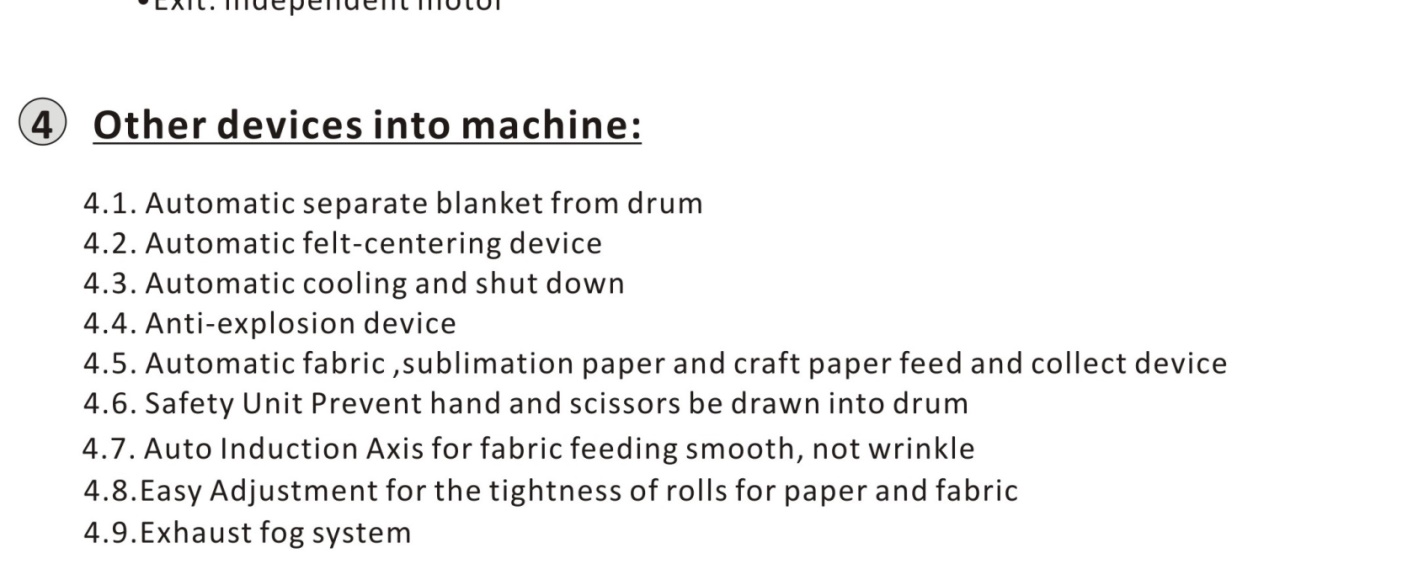 •Exit: independent motor
4 Other devices into machine:
4.1. Automatic separate blanket from drum
4.2. Automatic felt-centering device
4.3. Automatic cooling and shut down
4.4. Anti-explosion device
4.5. Automatic fabric ,sublimation paper and craft paper feed and collect device
4.6. Safety Unit Prevent hand and scissors be drawn into drum
4.7. Auto Induction Axis for fabric feeding smooth, not wrinkle
4.8.Easy Adjustment for the tightness of rolls for paper and fabric
4.9.Exhaust fog system